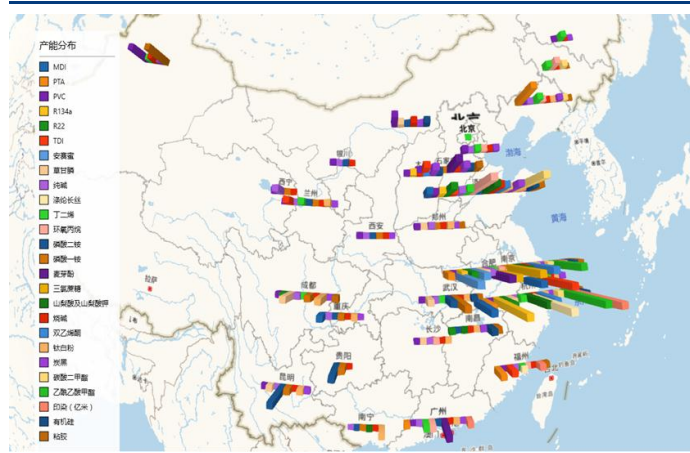 产能分布
MDI
PTA
PVC
R134a
R22
TDI
安赛蜜
草甘膦
纯碱
涤纶长丝
丁二烯
环氧丙烷
磷酸二铵
磷酸一铵
麦芽酚
三氯蔗糖
山梨酸及山梨酸钾
烧碱
双乙烯酮
钛白粉
炭黑
碳酸二甲酯
乙酰乙酸甲酯
印染（亿米）
有机硅
粘胶
北京
北京
渤海
银川
石家
西宁
兰州
黄海
西安
郑州
合肥
南京
武汉
杭
拉萨
成都
重庆
南昌
长沙
贵阳
福州
台北
昆明
南宁
广州